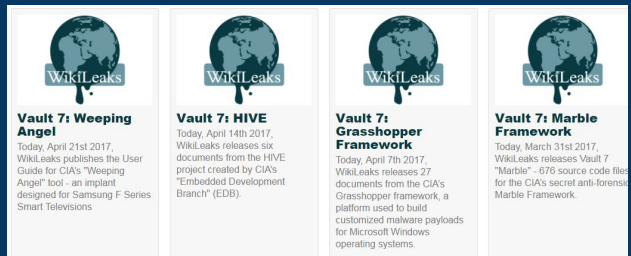 WikiLeaks
Vault 7: Weeping
Angel
Today, April 21st 2017,
WikiLeaks publishes the User
Guide for CIA's "Weeping
Angel" tool - an implant
designed for Samsung F Series
Smart Televisions
WikiLeaks
Vault 7: HIVE
Today, April 14th 2017,
WikiLeaks releases six
documents from the HIVE
project created by CIA's
"Embedded Development
Branch" (EDB).
WikiLeaks
Vault 7:
Grasshopper
Framework
Today, April 7th 2017,
WikiLeaks releases 27
documents from the CIA's
Grasshopper framework, a
platform used to build
customized malware payloads
for Microsoft Windows
operating systems.
WikiLeaks
Vault 7: Marble
Framework
Today, March 31st 2017,
WikiLeaks releases Vault 7
"Marble" - 676 source code files
for the CIA's secret anti-forensic
Marble Framework.